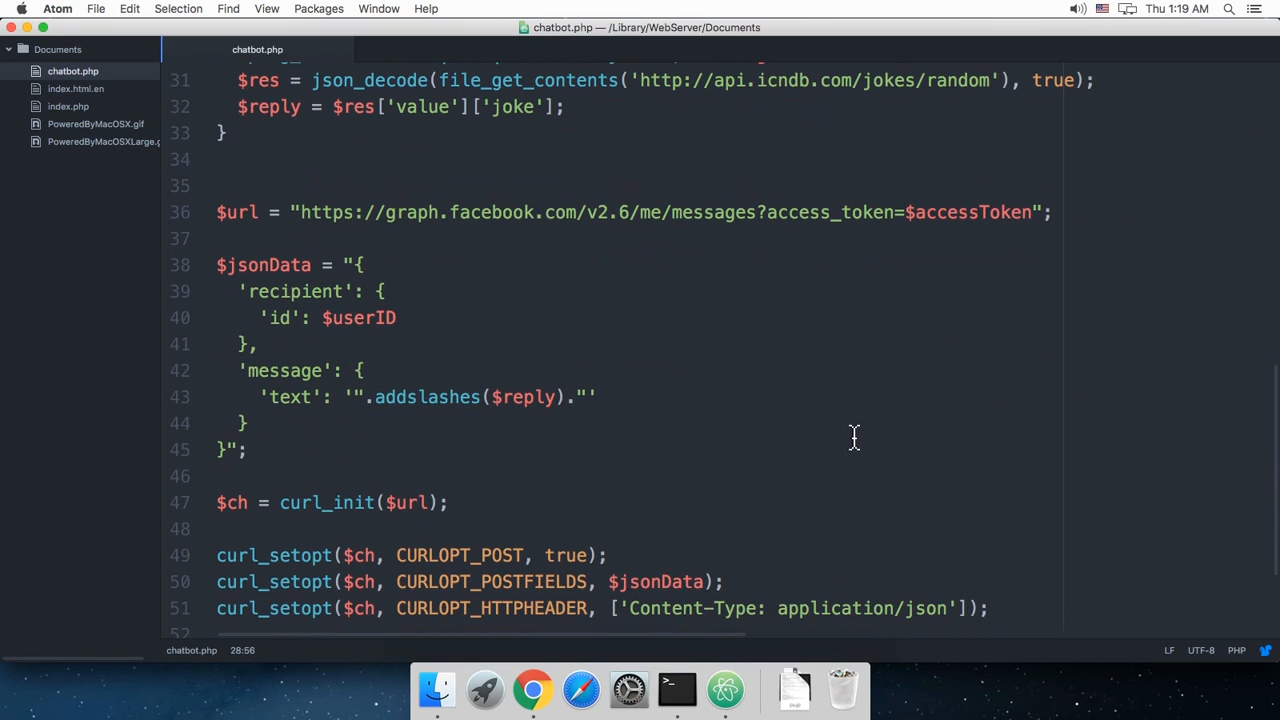 Atom File Edit Selection Find View Packages Window Help Thu 1:19 AM
chatbot.php — /Library/WebServer/Documents
Documents
chatbot.php
index.html.en
index.php
PoweredByMacOSX.gif
PoweredByMacOSXLarge.g
chatbot.php
31 $res = json_decode(file_get_contents('http://api.icndb.com/jokes/random'), true);
32 $reply = $res['value']['joke'];
33 }
34
35
36 $url = "https://graph.facebook.com/v2.6/me/messages?access_token=$accessToken";
37
38 $jsonData = "{
39 'recipient': {
40 'id': $userID
41 },
42 'message': {
43 'text': '".addslashes($reply)."'
44 }
45 }";
46
47 $ch = curl_init($url);
48
49 curl_setopt($ch, CURLOPT_POST, true);
50 curl_setopt($ch, CURLOPT_POSTFIELDS, $jsonData);
51 curl_setopt($ch, CURLOPT_HTTPHEADER, ['Content-Type: application/json']);
52
chatbot.php 28:56 LF UTF-8 PHP
PHP